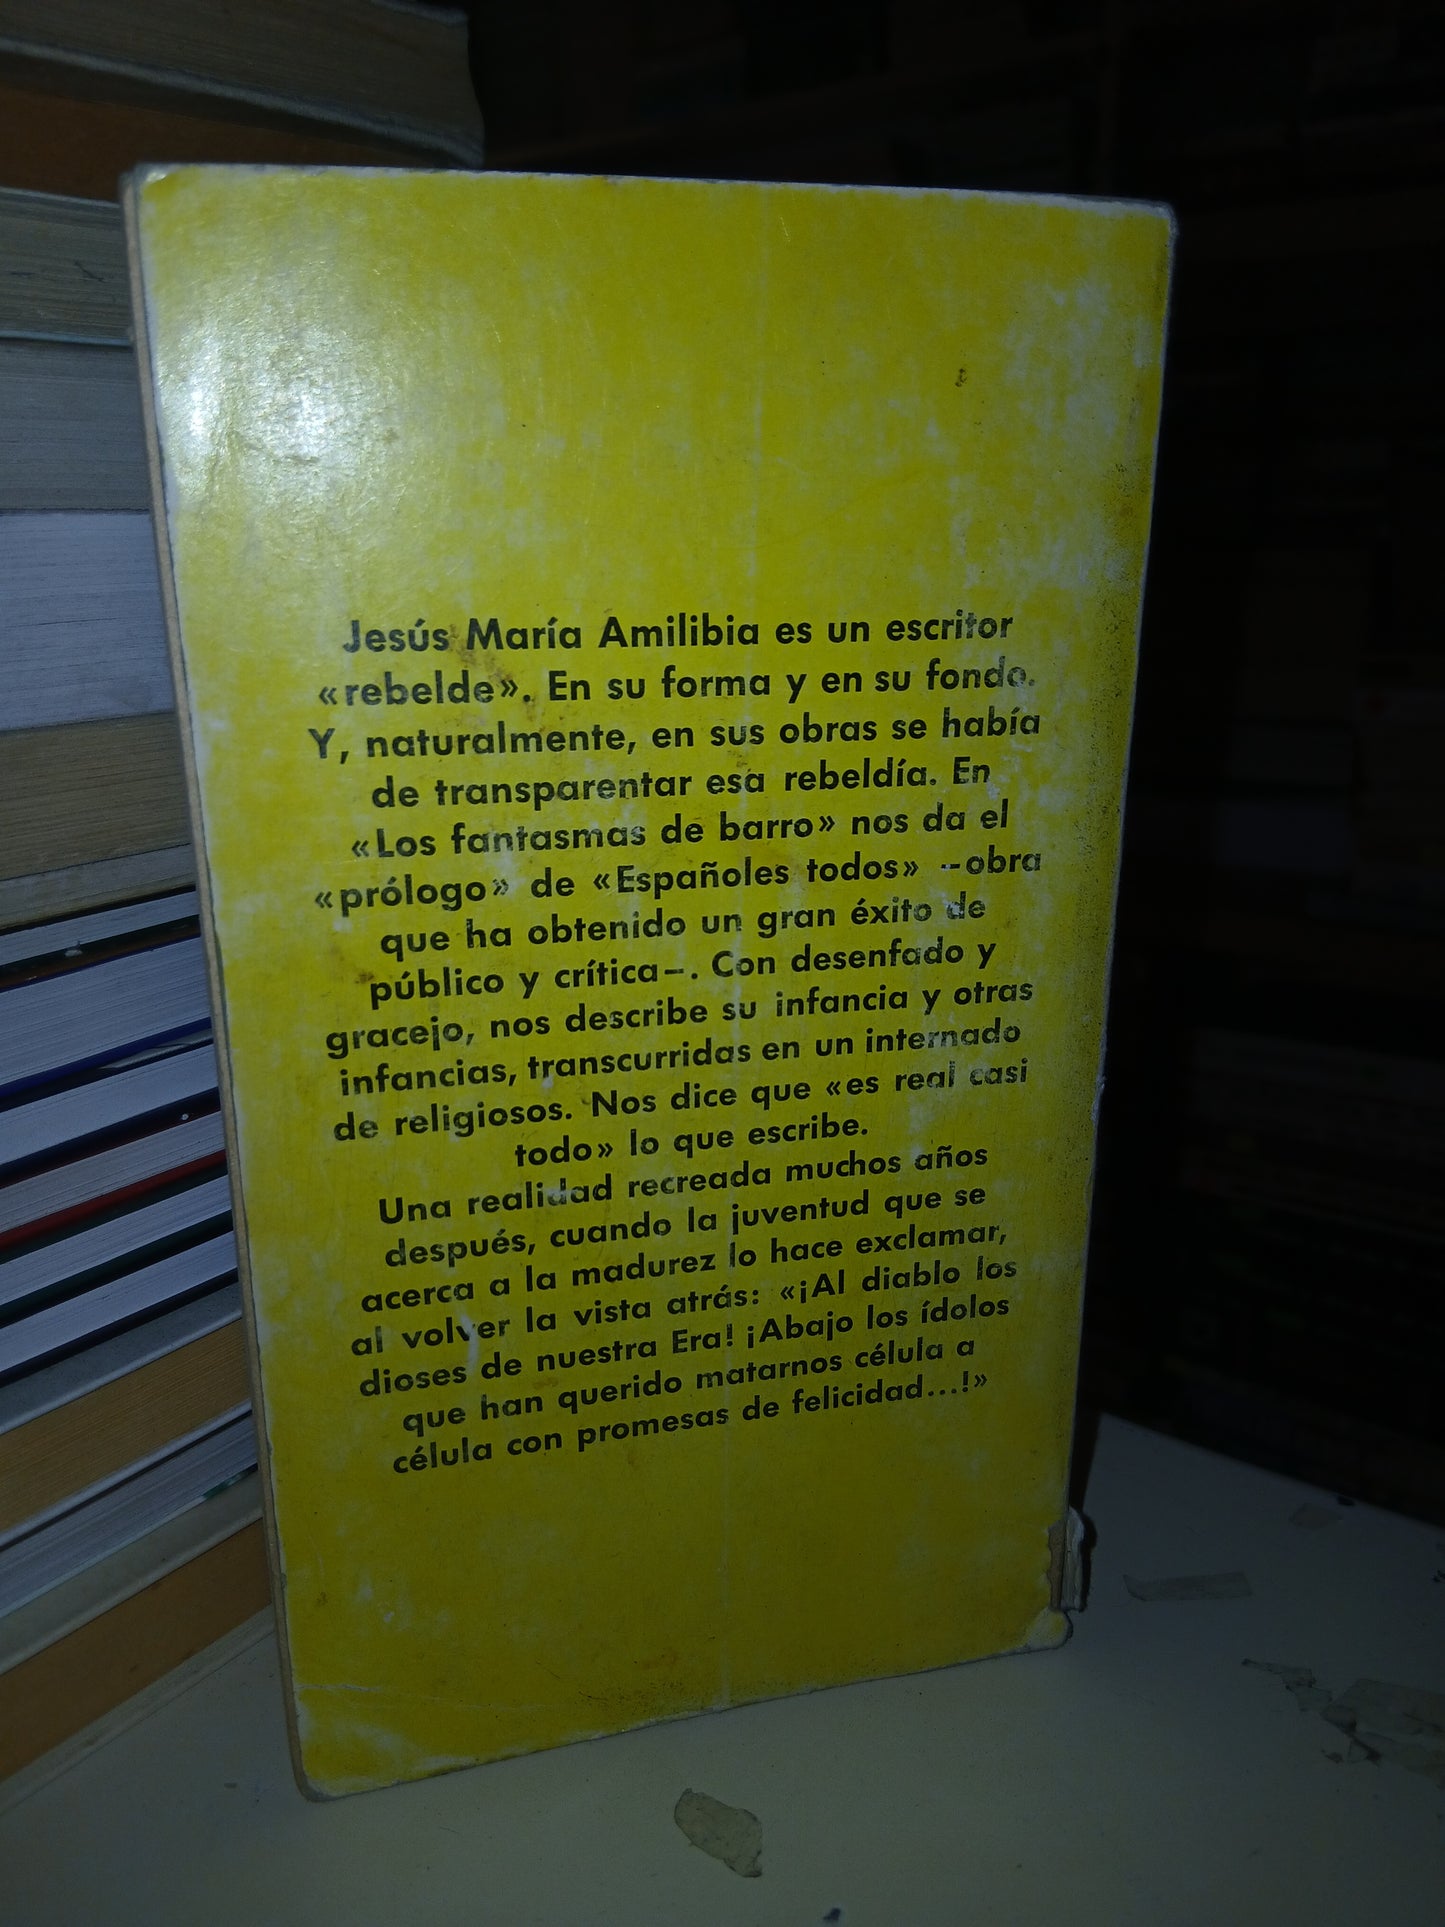 Jesús María Amilibia es un escritor
«rebelde». En su forma y en su fondo.
Y, naturalmente, en sus obras se había
de transparentar esa rebeldía. En
«Los fantasmas de barro» nos da el
«prólogo» de «Españoles todos» --obra
que ha obtenido un gran éxito de
público y crítica-. Con desenfado y
gracejo, nos describe su infancia y otras
infancias, transcurridas en un internado
de religiosos. Nos dice que «es real casi
todo» lo que escribe.
Una realidad recreada muchos años
después, cuando la juventud que se
acerca a la madurez lo hace exclamar,
al volver la vista atrás: «¡Al diablo los
dioses de nuestra Era! ¡Abajo los ídolos
que han querido matarnos célula a
célula con promesas de felicidad...!»